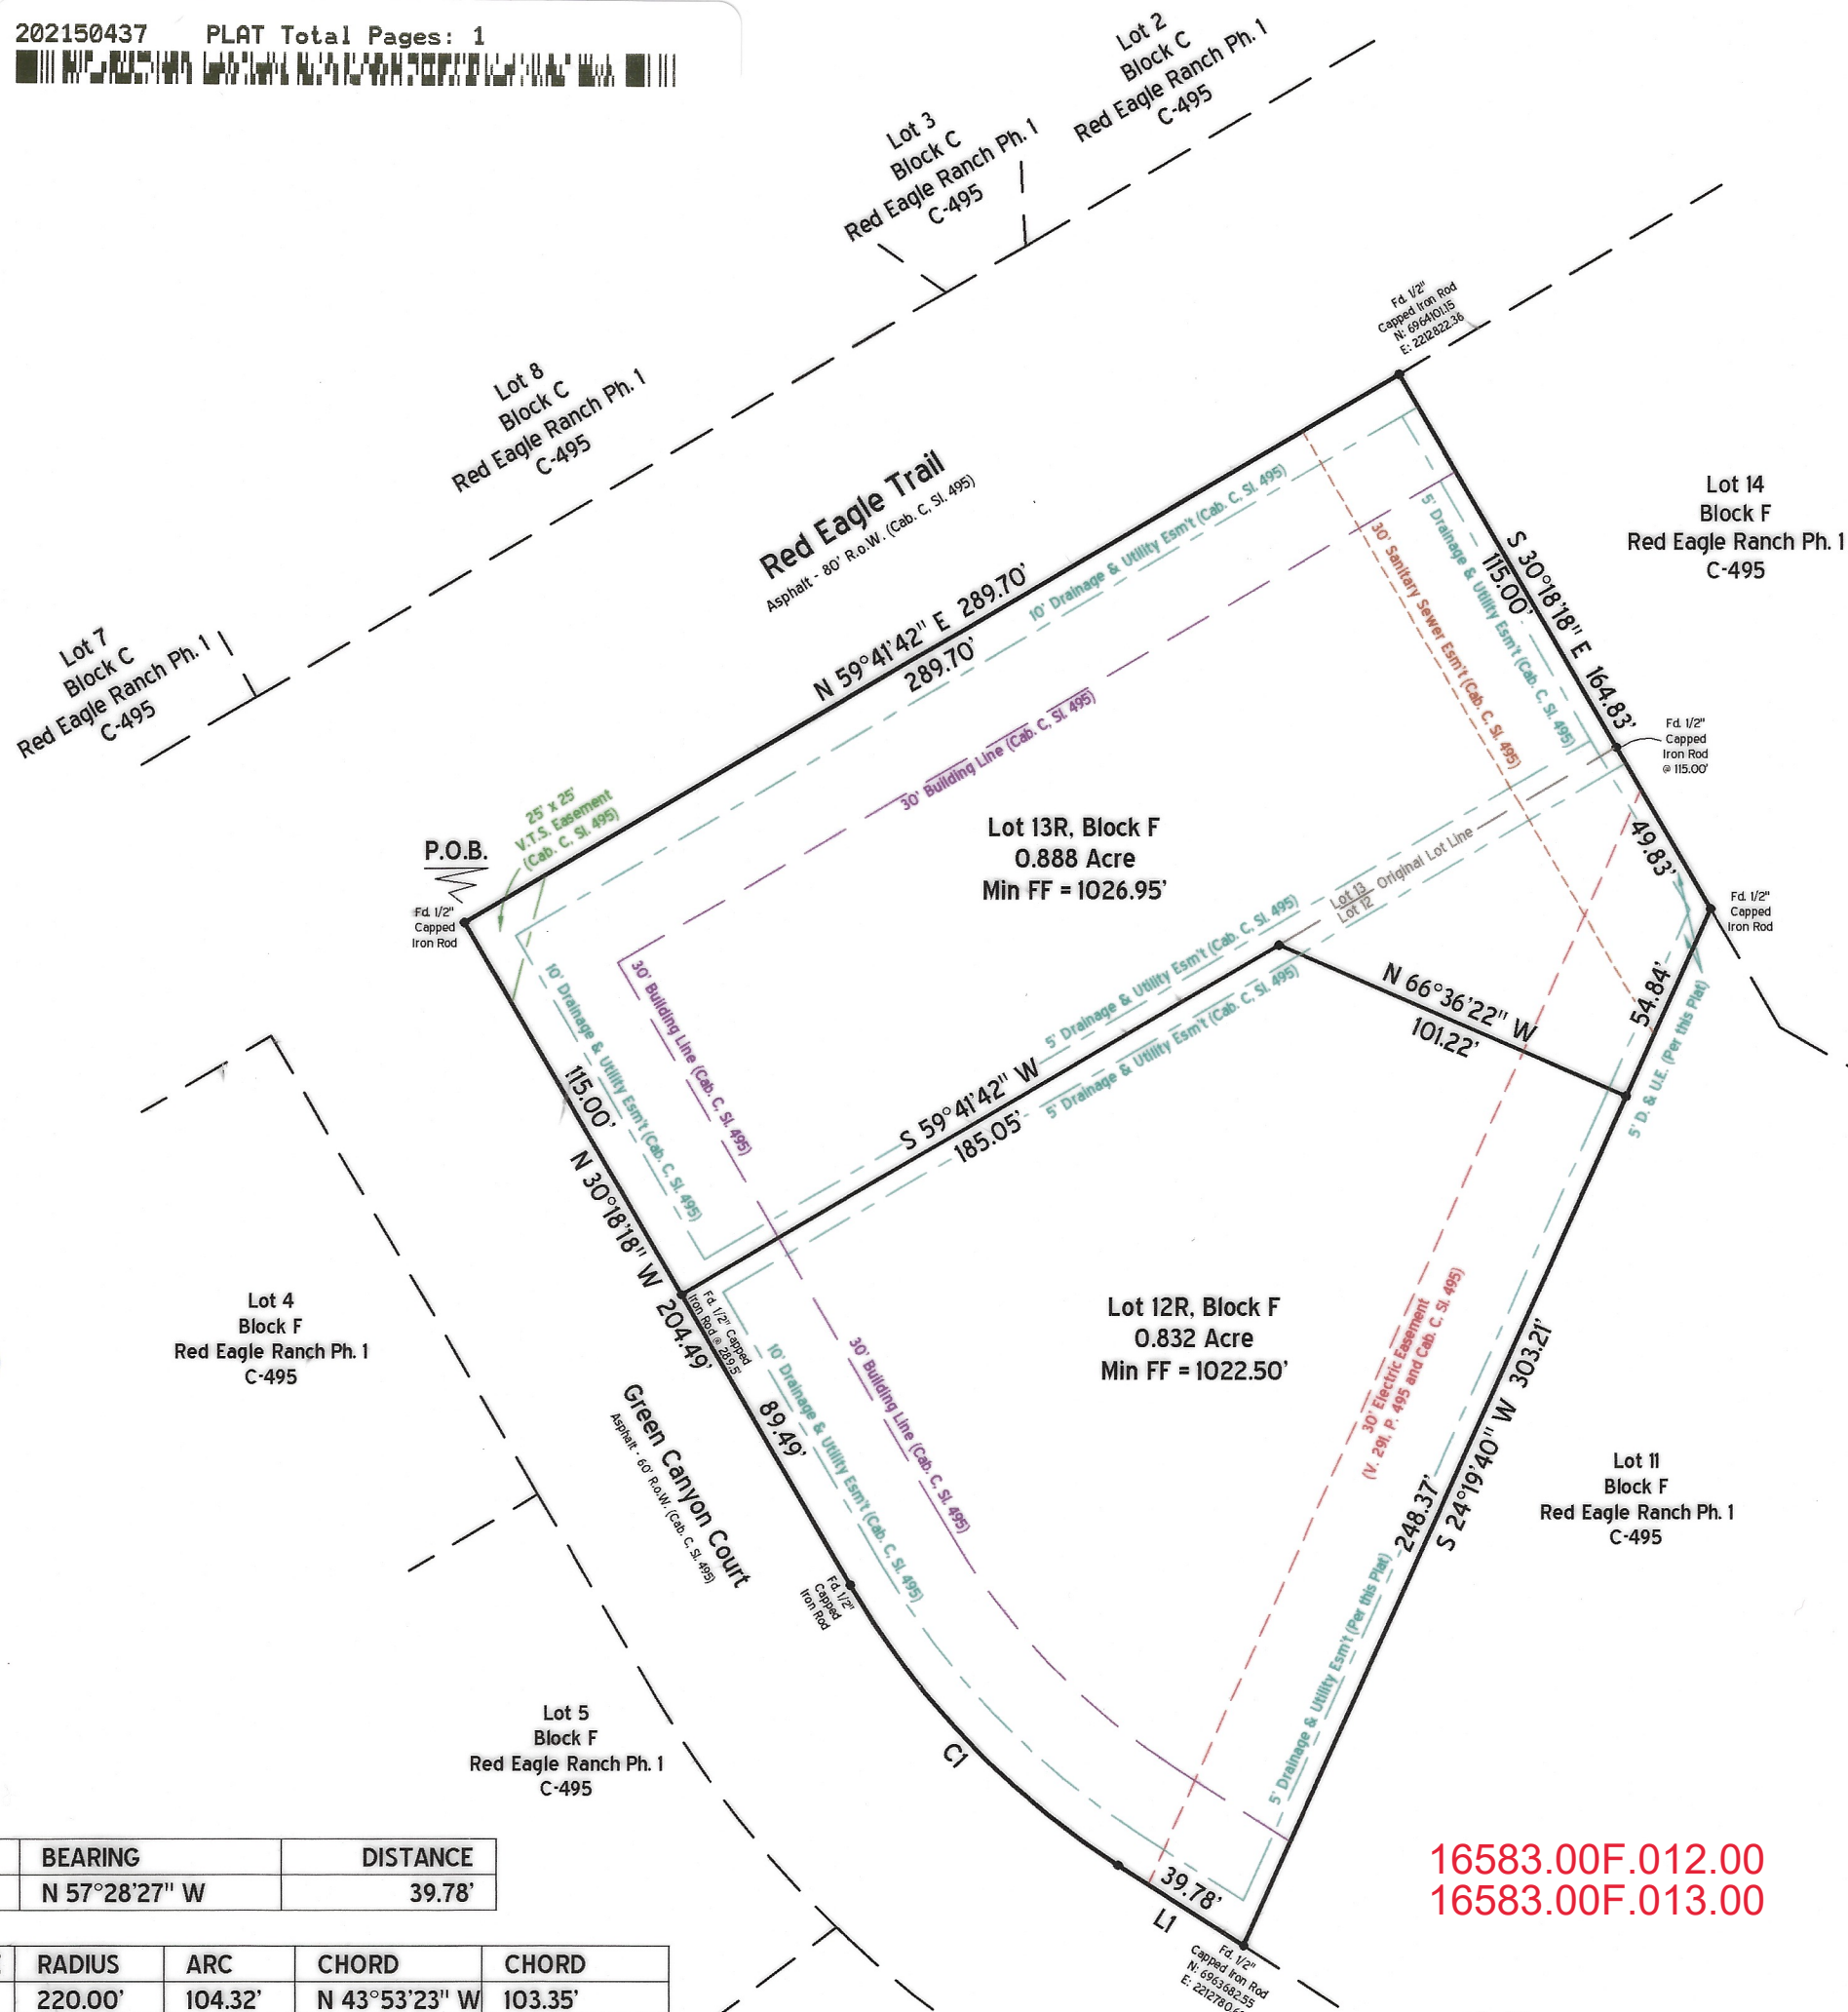 202150437 PLAT Total Pages: 1
Lot 2
Block C
Red Eagle Ranch Ph. 1
C-495
Lot 3
Block C
Red Eagle Ranch Ph. 1
C-495
Fd. 1/2"
Capped Iron Rod
N: 6964101.15
E: 2212822.36
Lot 8
Block C
Red Eagle Ranch Ph. 1
C-495
Red Eagle Trail
Asphalt - 80' R.o.W. (Cab. C, Sl. 495)
Lot 14
Block F
Red Eagle Ranch Ph. 1
C-495
Lot 7
Block C
Red Eagle Ranch Ph. 1
C-495
N 59°41'42" E 289.70'
289.70'
10' Drainage & Utility Esm't (Cab. C, Sl. 495)
30' Building Line (Cab. C, Sl. 495)
30' Sanitary Sewer Esm't (Cab. C, Sl. 495)
5' Drainage & Utility Esm't (Cab. C, Sl. 495)
115.00'
S 30°18'18" E 164.83'
Fd. 1/2"
Capped
Iron Rod
@ 115.00'
25' x 25'
V.T.S. Easement
(Cab. C, Sl. 495)
P.O.B.
Fd. 1/2"
Capped
Iron Rod
Lot 13R, Block F
0.888 Acre
Min FF = 1026.95'
Lot 13
Lot 12
Original Lot Line
49.83'
Fd. 1/2"
Capped
Iron Rod
10' Drainage & Utility Esm't (Cab. C, Sl. 495)
30' Building Line (Cab. C, Sl. 495)
5' Drainage & Utility Esm't (Cab. C, Sl. 495)
5' Drainage & Utility Esm't (Cab. C, Sl. 495)
S 59°41'42" W
185.05'
N 66°36'22" W
101.22'
54.84'
5' D. & U.E. (Per this Plat)
115.00'
N 30°18'18" W 204.49'
Fd. 1/2" Capped
Iron Rod @ 289.5'
89.49'
Lot 4
Block F
Red Eagle Ranch Ph. 1
C-495
Lot 12R, Block F
0.832 Acre
Min FF = 1022.50'
10' Drainage & Utility Esm't (Cab. C, Sl. 495)
30' Building Line (Cab. C, Sl. 495)
30' Electric Easement
(V. 291, P. 495 and Cab. C, Sl. 495)
248.37'
S 24°19'40" W 303.21'
Green Canyon Court
Asphalt - 60' R.o.W. (Cab. C, Sl. 495)
Lot 11
Block F
Red Eagle Ranch Ph. 1
C-495
Fd. 1/2"
Capped
Iron Rod
5' Drainage & Utility Esm't (Per this Plat)
Lot 5
Block F
Red Eagle Ranch Ph. 1
C-495
C1
39.78'
L1
Fd. 1/2"
Capped Iron Rod
N: 6963682.55
BEARING DISTANCE
N 57°28'27" W 39.78'
16583.00F.012.00
16583.00F.013.00
RADIUS ARC CHORD CHORD
220.00' 104.32' N 43°53'23" W 103.35'